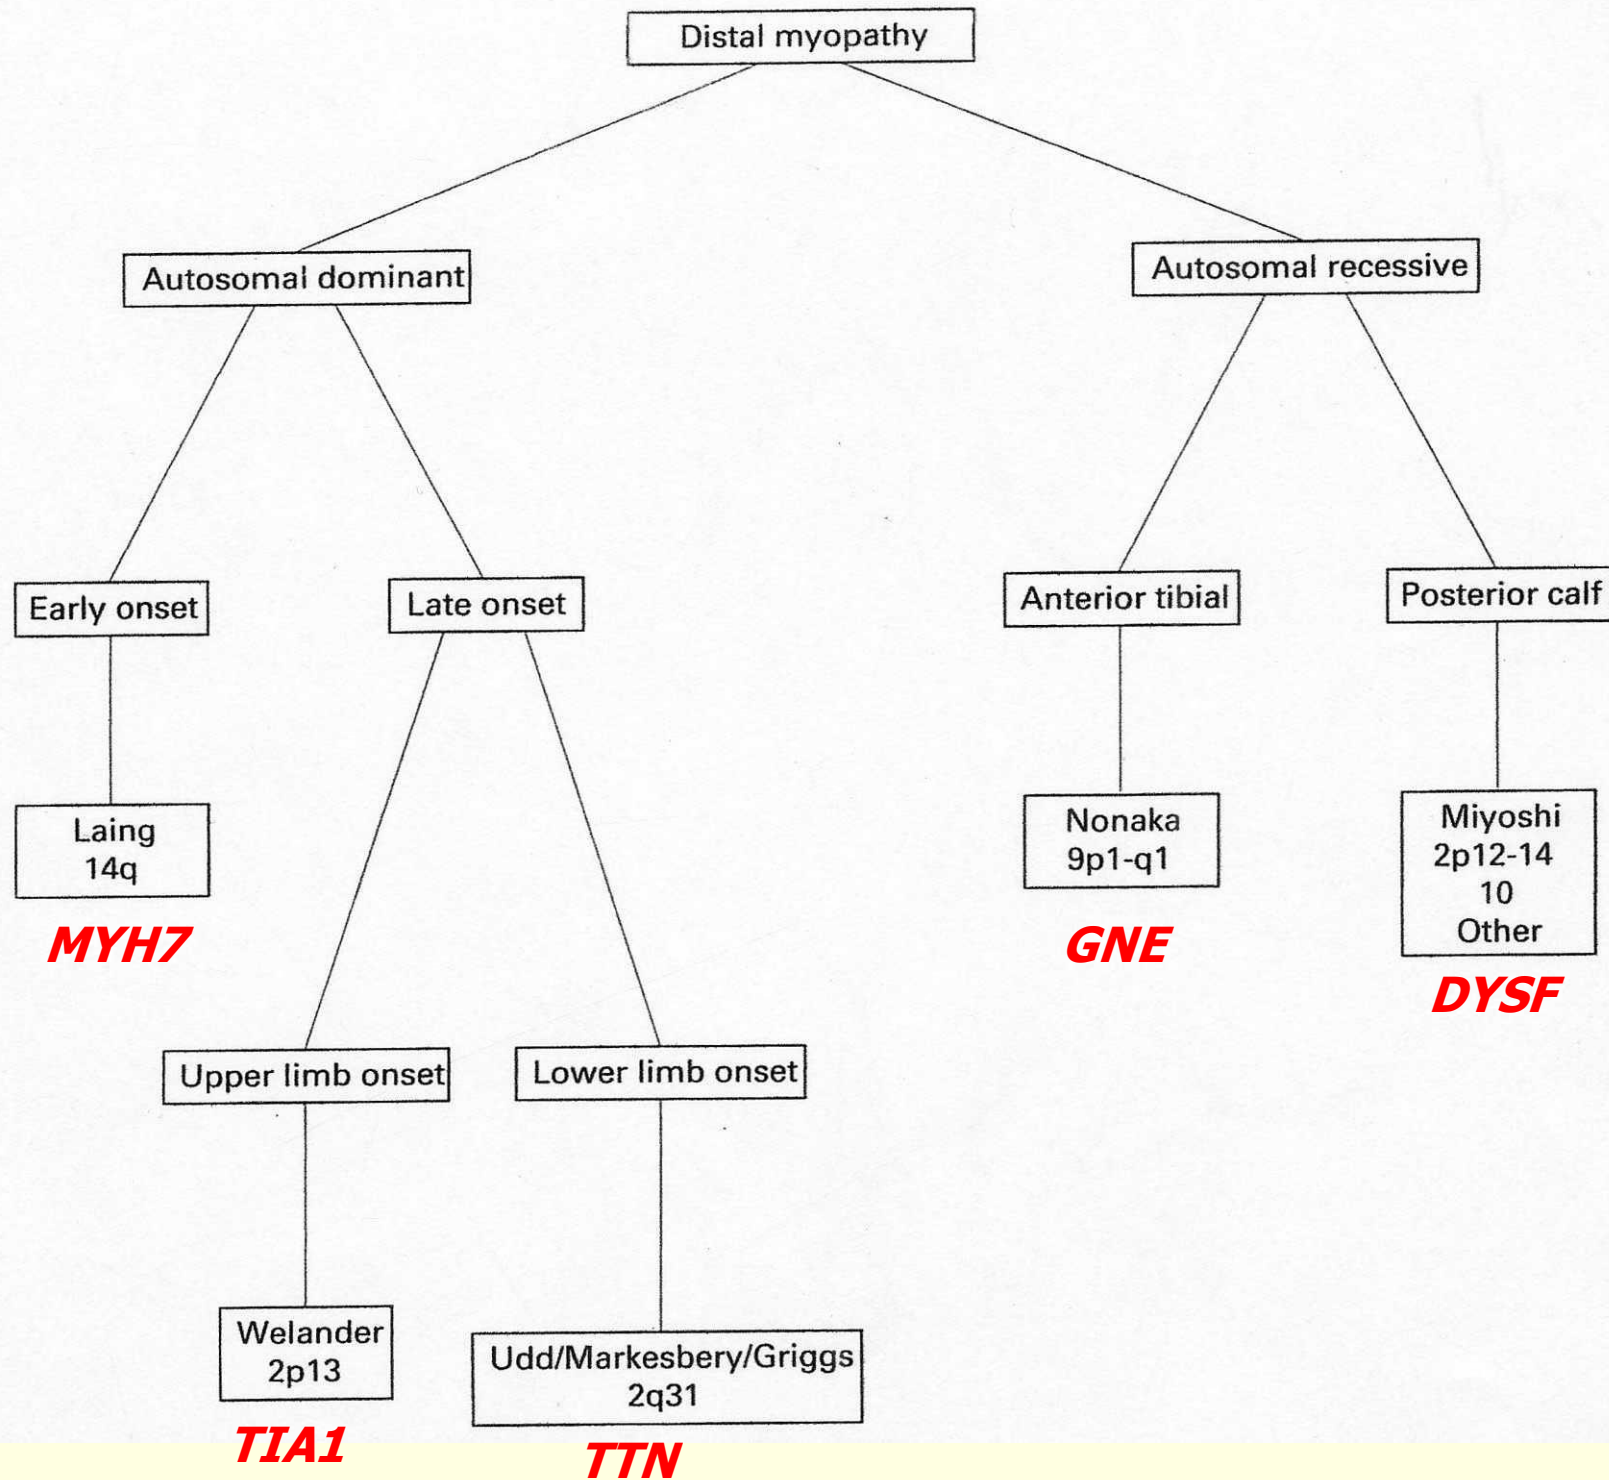 Distal myopathy
Autosomal dominant
Autosomal recessive
Early onset
Late onset
Anterior tibial
Posterior calf
Laing
14q
MYH7
Nonaka
9p1-q1
GNE
Miyoshi
2p12-14
10
Other
DYSF
Upper limb onset
Lower limb onset
Welander
2p13
TIA1
Udd/Markesbery/Griggs
2q31
TTN